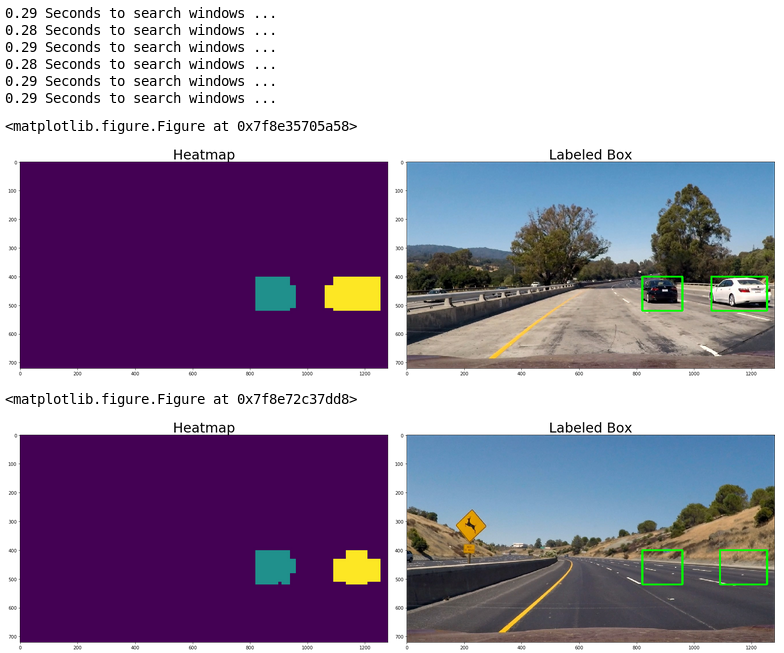 0.29 Seconds to search windows ...
0.28 Seconds to search windows ...
0.29 Seconds to search windows ...
0.28 Seconds to search windows ...
0.29 Seconds to search windows ...
0.29 Seconds to search windows ...
<matplotlib.figure.Figure at 0x7f8e35705a58>
Heatmap Labeled Box
0 0
100 100
200 200
300 300
400 400
500 500
600 600
700 700
0 200 400 600 800 1000 1200 0 200 400 600 800 1000 1200
<matplotlib.figure.Figure at 0x7f8e72c37dd8>
Heatmap Labeled Box
0 0
100 100
200 200
300 300
400 400
500 500
600 600
700 700
0 200 400 600 800 1000 1200 0 200 400 600 800 1000 1200